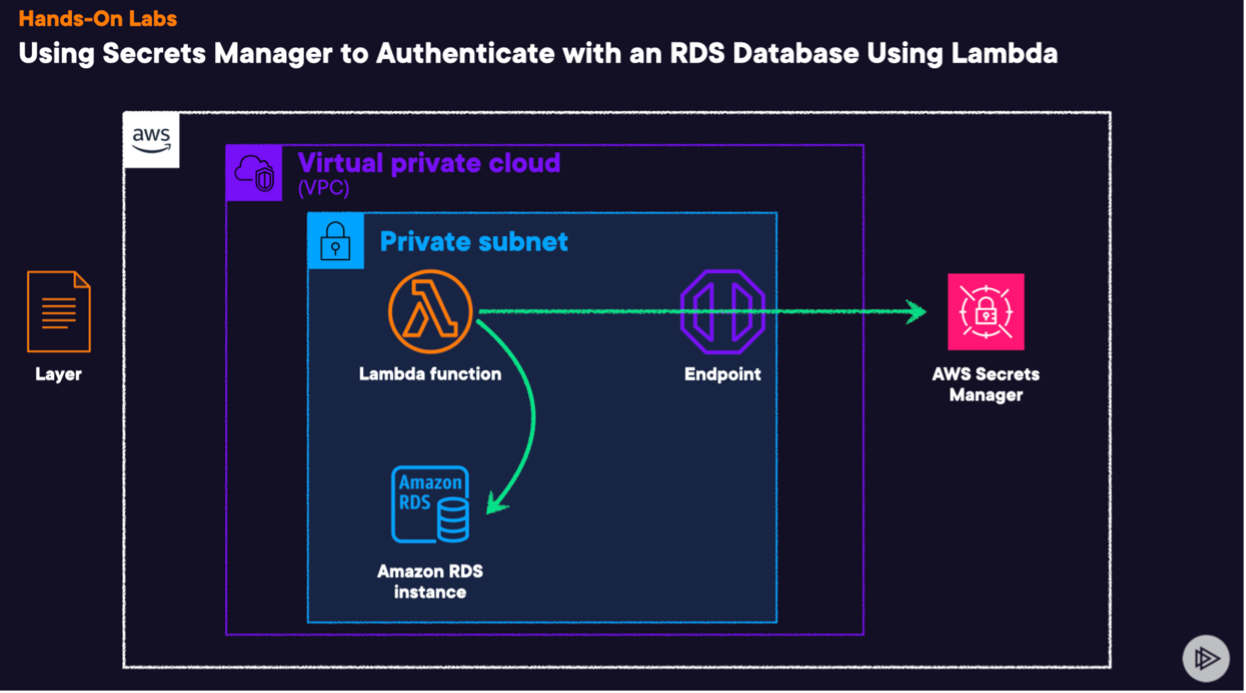 Hands-On Labs
Using Secrets Manager to Authenticate with an RDS Database Using Lambda
aws
Virtual private cloud
(VPC)
Private subnet
Layer
Lambda function
Endpoint
AWS Secrets
Manager
Amazon
RDS
Amazon RDS
instance